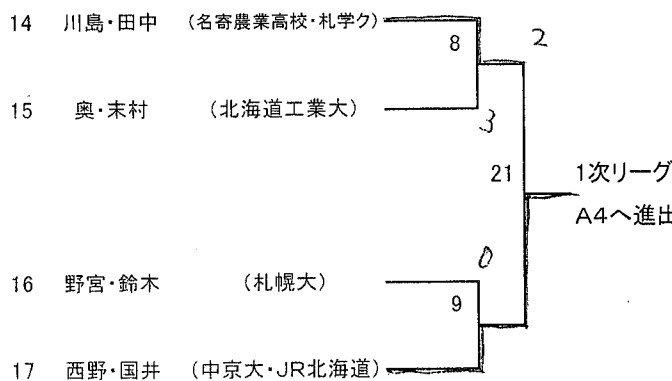 14 川島・田中 (名寄農業高校・札学ク)
8
2
15 奥・末村 (北海道工業大)
3
21
1次リーグ
A4へ進出
16 野宮・鈴木 (札幌大)
0
9
17 西野・国井 (中京大・JR北海道)